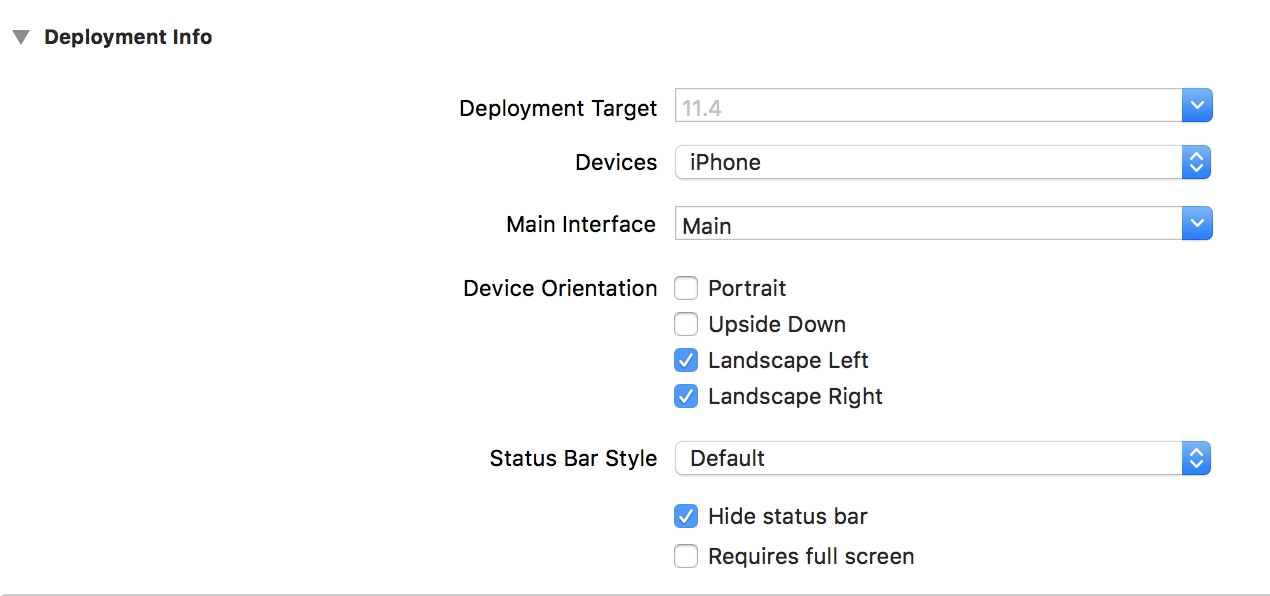 Deployment Info
Deployment Target 11.4
Devices iPhone
Main Interface Main
Device Orientation Portrait
Upside Down
Landscape Left
Landscape Right
Status Bar Style Default
Hide status bar
Requires full screen